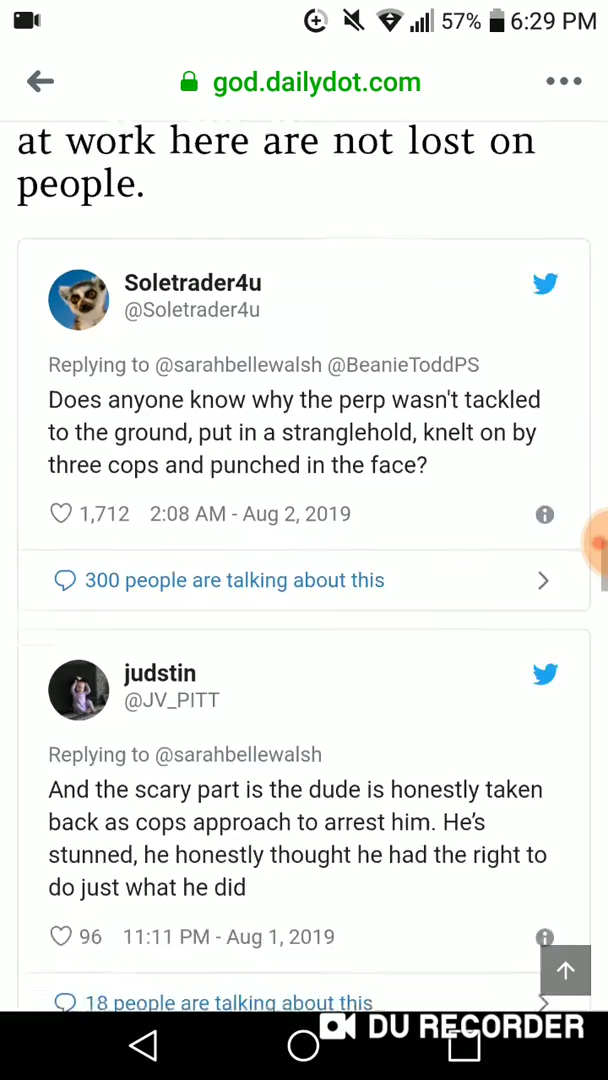 57% 6:29 PM
god.dailydot.com
at work here are not lost on
people.
Soletrader4u
@Soletrader4u
Replying to @sarahbellewalsh @BeanieToddPS
Does anyone know why the perp wasn't tackled
to the ground, put in a stranglehold, knelt on by
three cops and punched in the face?
1,712 2:08 AM - Aug 2, 2019
300 people are talking about this
judstin
@JV_PITT
Replying to @sarahbellewalsh
And the scary part is the dude is honestly taken
back as cops approach to arrest him. He's
stunned, he honestly thought he had the right to
do just what he did
96 11:11 PM - Aug 1, 2019
18 people are talking about this
DU RECORDER